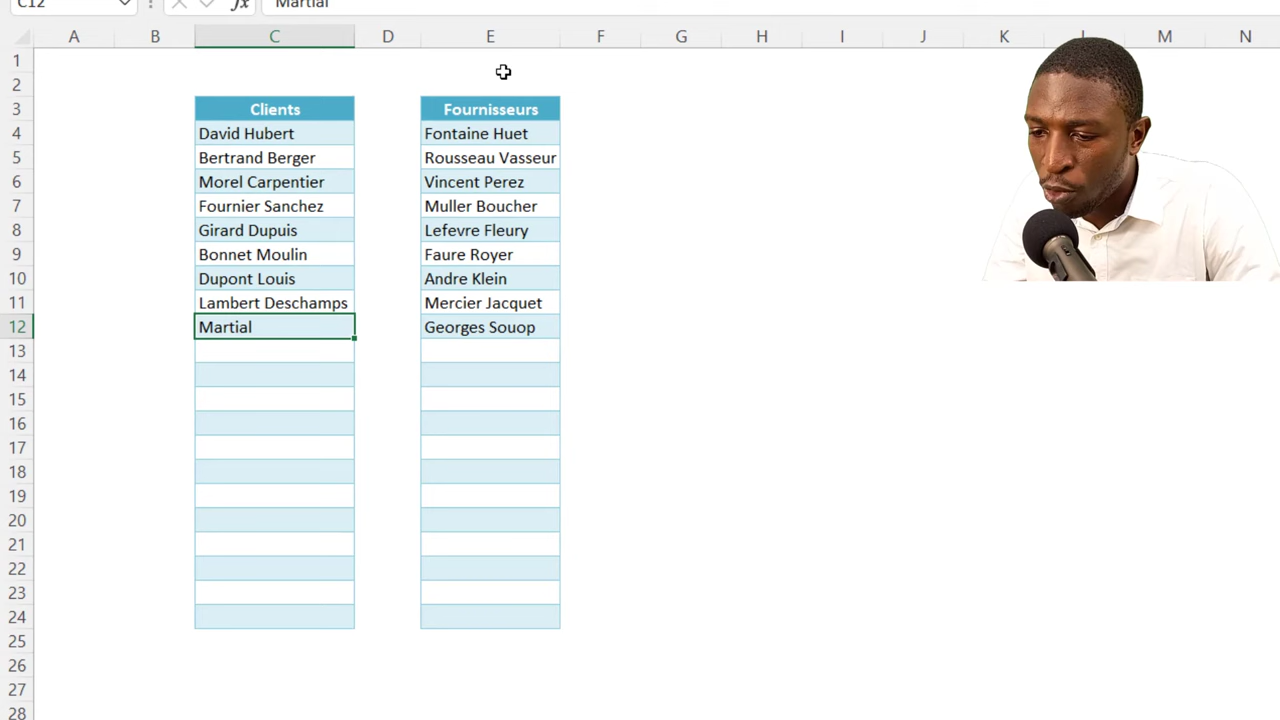 C12 fx Martial
A B C D E F G H I J K L M N
1
2
3 Clients Fournisseurs
4 David Hubert Fontaine Huet
5 Bertrand Berger Rousseau Vasseur
6 Morel Carpentier Vincent Perez
7 Fournier Sanchez Muller Boucher
8 Girard Dupuis Lefevre Fleury
9 Bonnet Moulin Faure Royer
10 Dupont Louis Andre Klein
11 Lambert Deschamps Mercier Jacquet
12 Martial Georges Souop
13
14
15
16
17
18
19
20
21
22
23
24
25
26
27
28